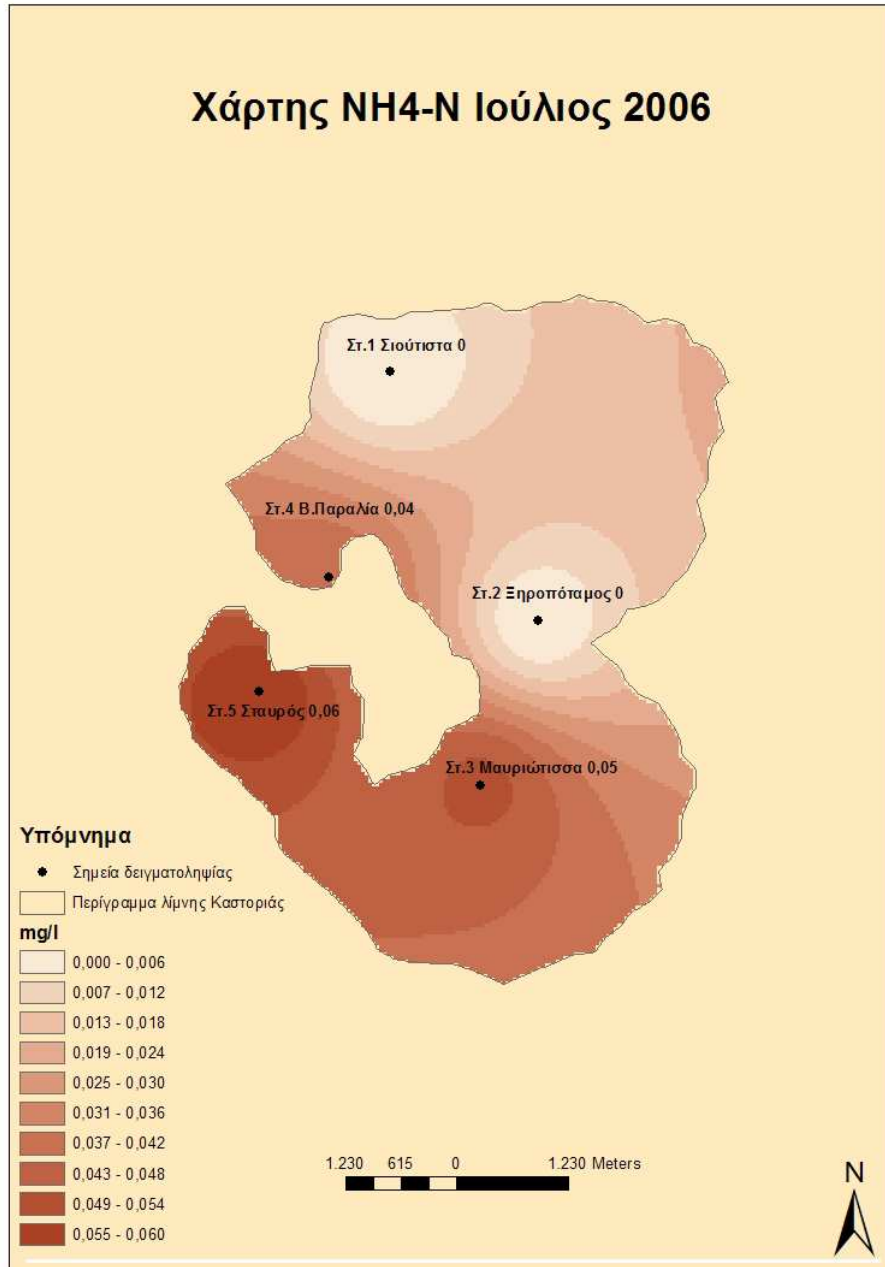 Χάρτης NH4-N Ιούλιος 2006
Στ.1 Σιούτιστα 0
Στ.4 Β.Παραλία 0,04
Στ.2 Ξηροπόταμος 0
Στ.5 Σταυρός 0,06
Στ.3 Μαυριώτισσα 0,05
Υπόμνημα
Σημεία δειγματοληψίας
Περίγραμμα λίμνης Καστοριάς
mg/l
0,000 - 0,006
0,007 - 0,012
0,013 - 0,018
0,019 - 0,024
0,025 - 0,030
0,031 - 0,036
0,037 - 0,042
0,043 - 0,048
0,049 - 0,054
0,055 - 0,060
1.230 615 0 1.230 Meters
N